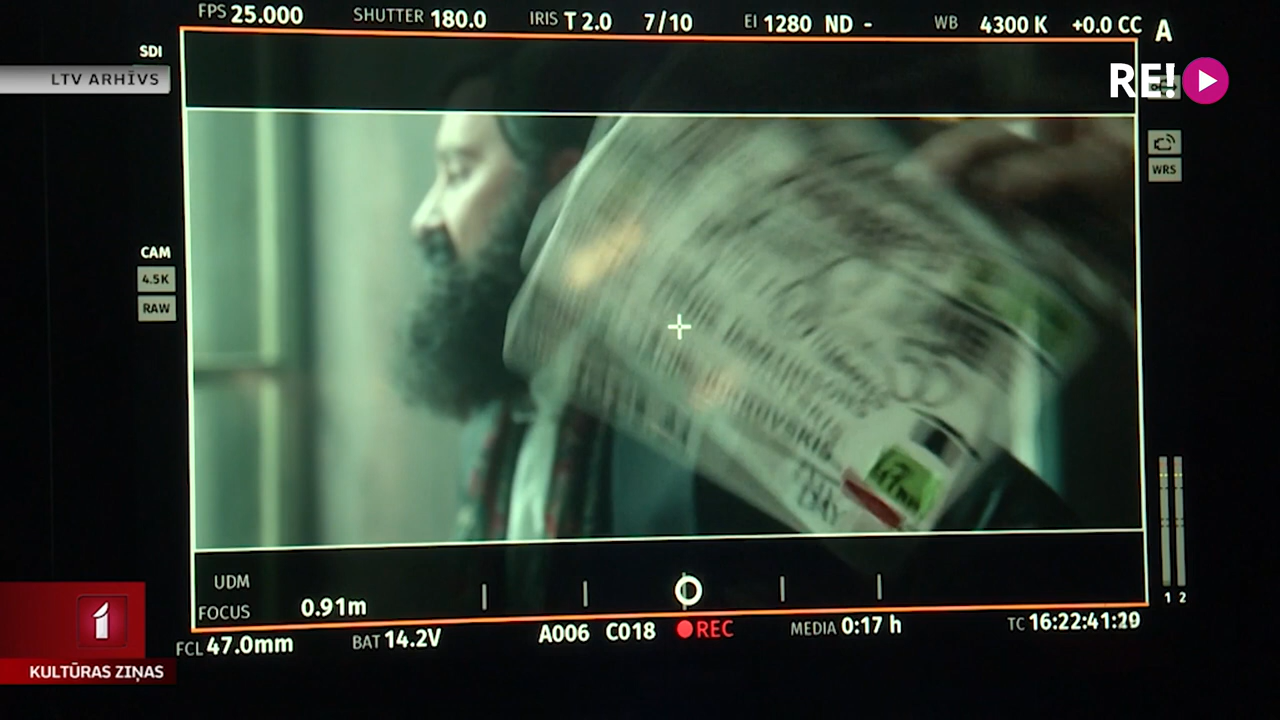 FPS 25.000 SHUTTER 180.0 IRIS T 2.0 7/10 EI 1280 ND - WB 4300 K +0.0 CC A
SDI
LTV ARHĪVS
RE!
WRS
CAM
4.5K
RAW
UDM
FOCUS 0.91m
1 2
FCL 47.0mm BAT 14.2V A006 C018 REC MEDIA 0:17 h TC 16:22:41:29
1
KULTŪRAS ZIŅAS